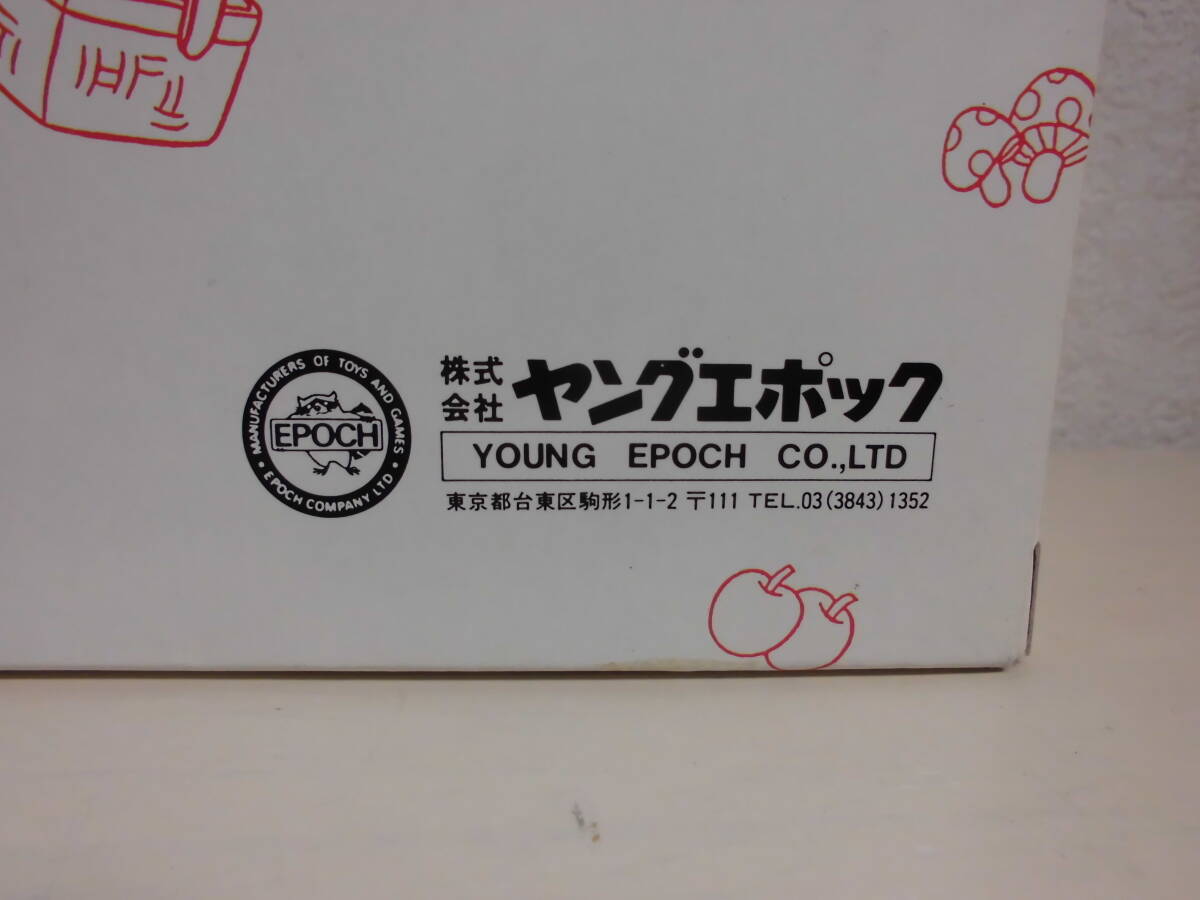 MANUFACTURERS OF TOYS AND GAMES
EPOCH
EPOCH COMPANY LTD
株式会社 ヤングエポック
YOUNG EPOCH CO.,LTD
東京都台東区駒形1-1-2 〒111 TEL.03(3843)1352